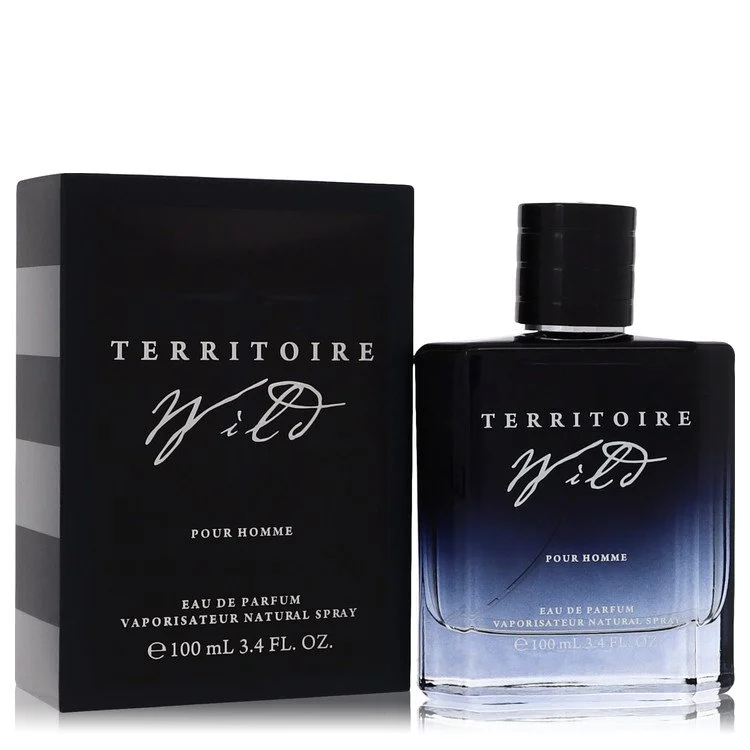 TERRITOIRE
Wild
POUR HOMME
EAU DE PARFUM
VAPORISATEUR NATURAL SPRAY
℮ 100 mL 3.4 FL. OZ.
TERRITOIRE
Wild
POUR HOMME
EAU DE PARFUM
VAPORISATEUR NATURAL SPRAY
℮ 100 mL 3.4 FL. OZ